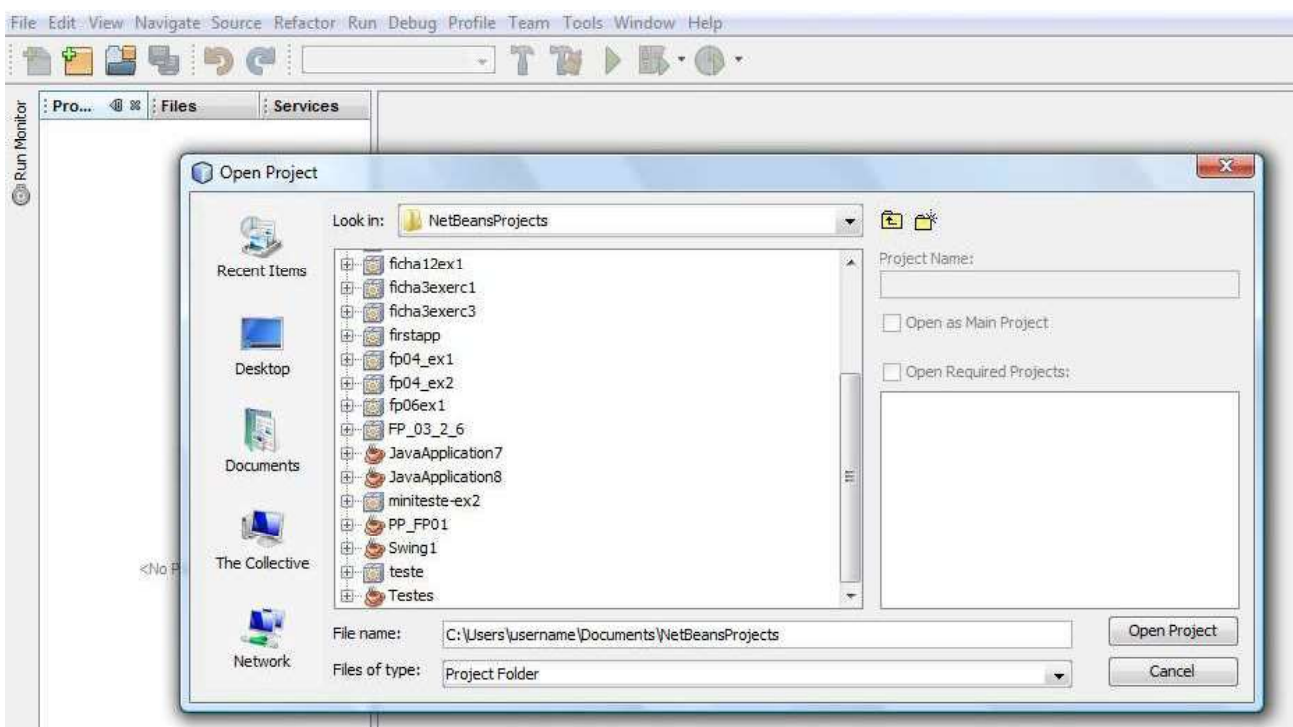 File Edit View Navigate Source Refactor Run Debug Profile Team Tools Window Help
Pro... Files Services
Run Monitor
Open Project
Look in: NetBeansProjects
Recent Items
Desktop
Documents
The Collective
Network
ficha12ex1
ficha3exerc1
ficha3exerc3
firstapp
fp04_ex1
fp04_ex2
fp06ex1
FP_03_2_6
JavaApplication7
JavaApplication8
miniteste-ex2
PP_FP01
Swing1
teste
Testes
Project Name:
Open as Main Project
Open Required Projects:
<No P
File name: C:\Users\username\Documents\NetBeansProjects
Open Project
Files of type: Project Folder
Cancel